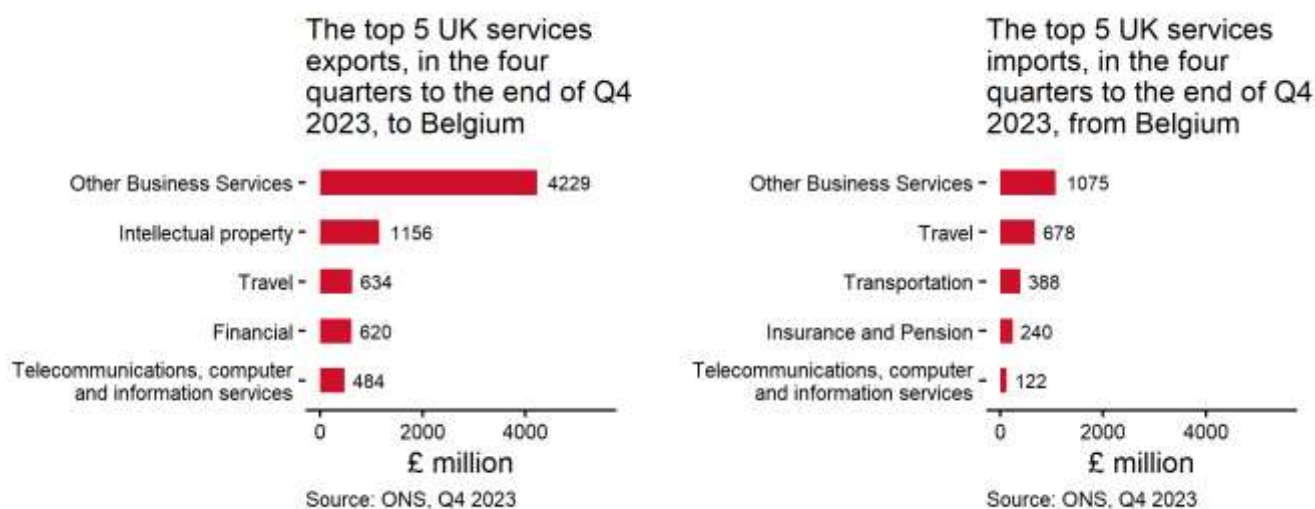 The top 5 UK services
exports, in the four
quarters to the end of Q4
2023, to Belgium
Other Business Services
4229
Intellectual property
1156
Travel
634
Financial
620
Telecommunications, computer
and information services
484
0 2000 4000
£ million
Source: ONS, Q4 2023
The top 5 UK services
imports, in the four
quarters to the end of Q4
2023, from Belgium
Other Business Services
1075
Travel
678
Transportation
388
Insurance and Pension
240
Telecommunications, computer
and information services
122
0 2000 4000
£ million
Source: ONS, Q4 2023